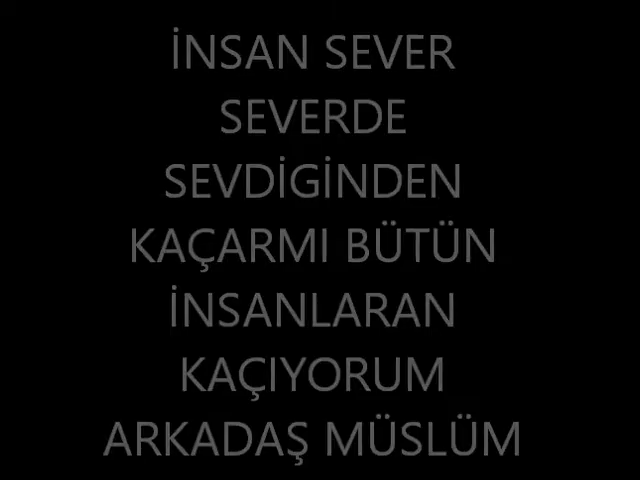 İNSAN SEVER
SEVERDE
SEVDİGİNDEN
KAÇARMI BÜTÜN
İNSANLARAN
KAÇIYORUM
ARKADAŞ MÜSLÜM